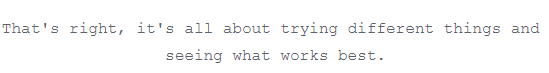 That's right, it's all about trying different things and
seeing what works best.